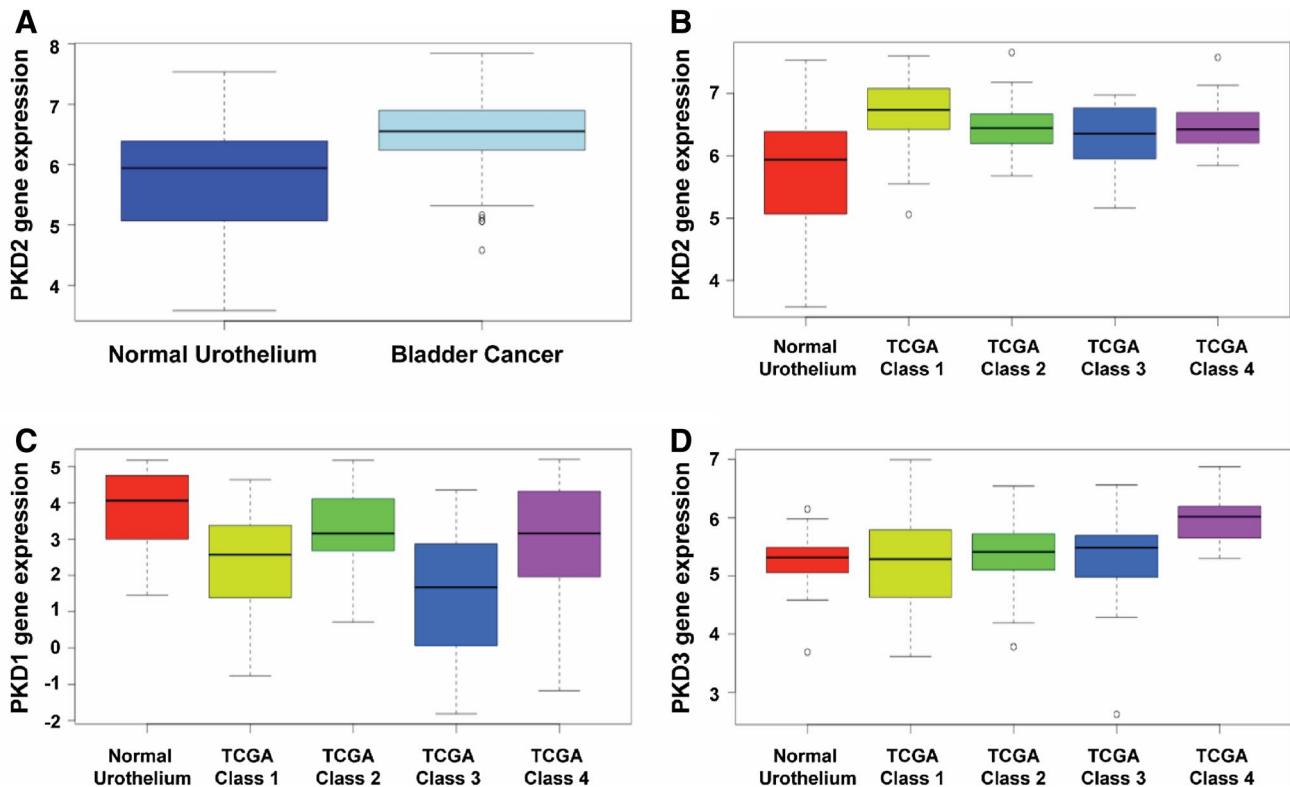 A
PKD2 gene expression
8
7
6
5
4
Normal Urothelium
Bladder Cancer
B
PKD2 gene expression
7
6
5
4
Normal
Urothelium
TCGA
Class 1
TCGA
Class 2
TCGA
Class 3
TCGA
Class 4
C
PKD1 gene expression
5
4
3
2
1
0
-1
-2
Normal
Urothelium
TCGA
Class 1
TCGA
Class 2
TCGA
Class 3
TCGA
Class 4
D
PKD3 gene expression
7
6
5
4
3
Normal
Urothelium
TCGA
Class 1
TCGA
Class 2
TCGA
Class 3
TCGA
Class 4